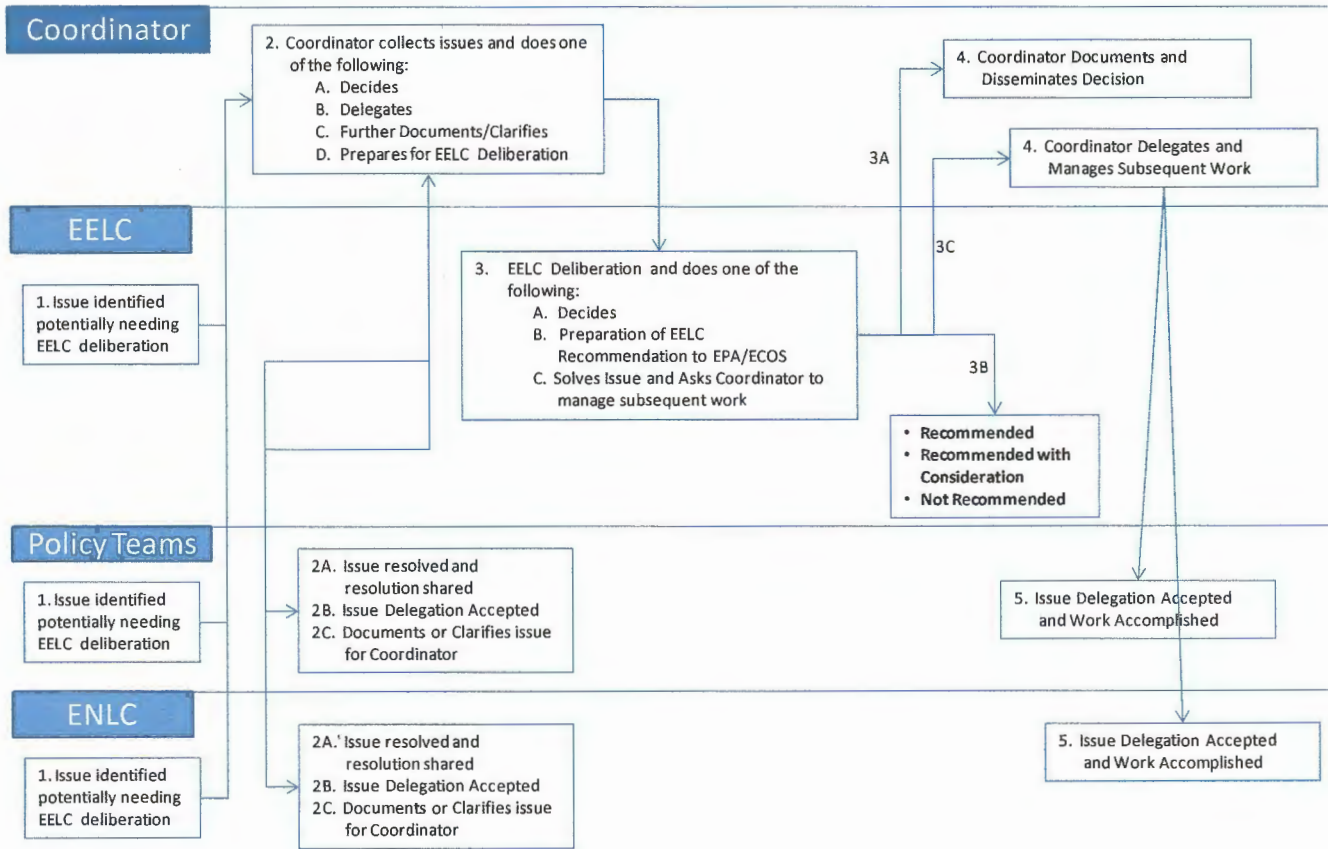 Coordinator
2. Coordinator collects issues and does one
of the following:
A. Decides
B. Delegates
C. Further Documents/Clarifies
D. Prepares for EELC Deliberation
4. Coordinator Documents and
Disseminates Decision
3A
4. Coordinator Delegates and
Manages Subsequent Work
EELC
3C
1. Issue identified
potentially needing
EELC deliberation
3. EELC Deliberation and does one of the
following:
A. Decides
B. Preparation of EELC
Recommendation to EPA/ECOS
C. Solves Issue and Asks Coordinator to
manage subsequent work
3B
• Recommended
• Recommended with
Consideration
• Not Recommended
Policy Teams
1. Issue identified
potentially needing
EELC deliberation
2A. Issue resolved and
resolution shared
2B. Issue Delegation Accepted
2C. Documents or Clarifies issue
for Coordinator
5. Issue Delegation Accepted
and Work Accomplished
ENLC
1. Issue identified
potentially needing
EELC deliberation
2A.' Issue resolved and
resolution shared
2B. Issue Delegation Accepted
2C. Documents or Clarifies issue
for Coordinator
5. Issue Delegation Accepted
and Work Accomplished